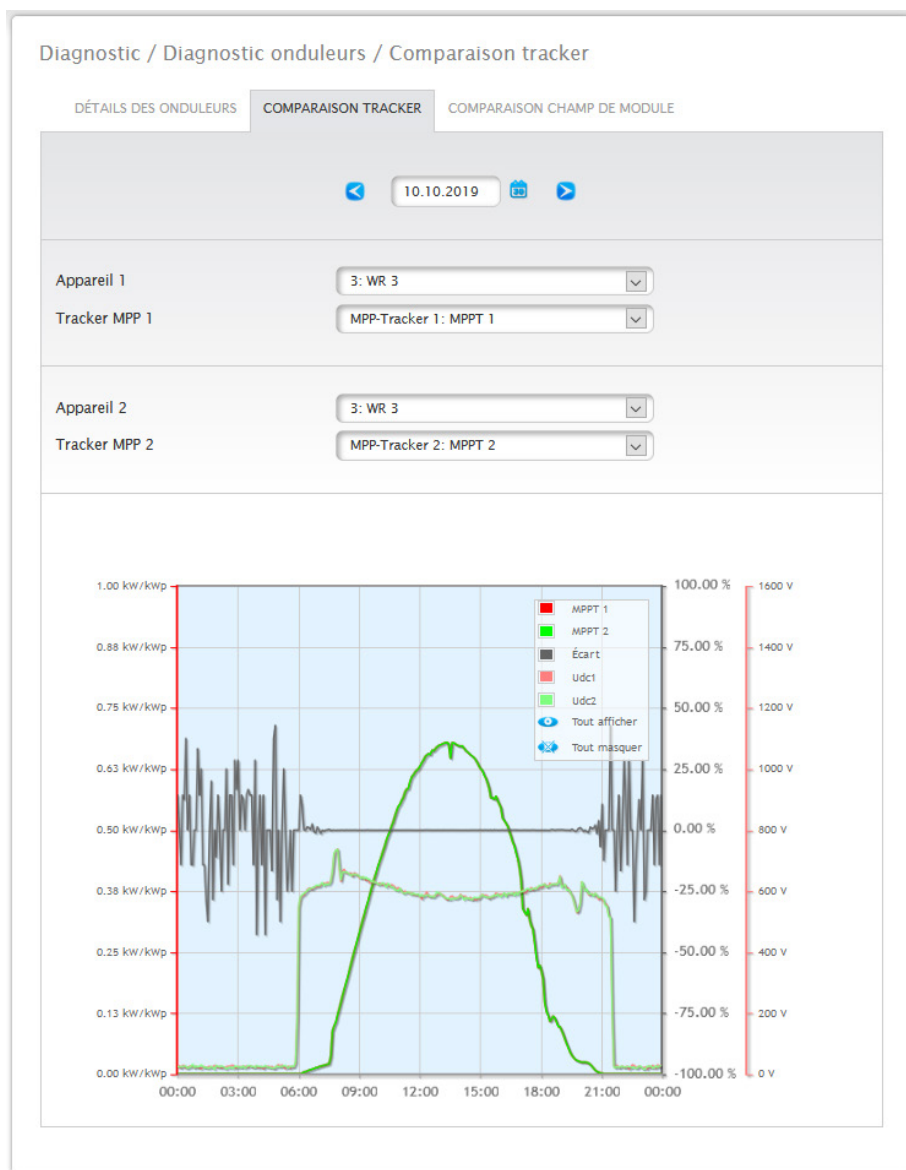 Diagnostic / Diagnostic onduleurs / Comparaison tracker
DÉTAILS DES ONDULEURS COMPARAISON TRACKER COMPARAISON CHAMP DE MODULE
10.10.2019 30
Appareil 1 3: WR 3
Tracker MPP 1 MPP-Tracker 1: MPPT 1
Appareil 2 3: WR 3
Tracker MPP 2 MPP-Tracker 2: MPPT 2
1.00 kW/kWp 100.00 % 1600 V
MPPT 1
MPPT 2
0.88 kW/kWp Écart 75.00 % 1400 V
Udc1
Udc2
0.75 kW/kWp 50.00 % 1200 V
Tout afficher
Tout masquer
0.63 kW/kWp 25.00 % 1000 V
0.50 kW/kWp 0.00 % 800 V
0.38 kW/kWp -25.00 % 600 V
0.25 kW/kWp -50.00 % 400 V
0.13 kW/kWp -75.00 % 200 V
0.00 kW/kWp -100.00 % 0 V
00:00 03:00 06:00 09:00 12:00 15:00 18:00 21:00 00:00